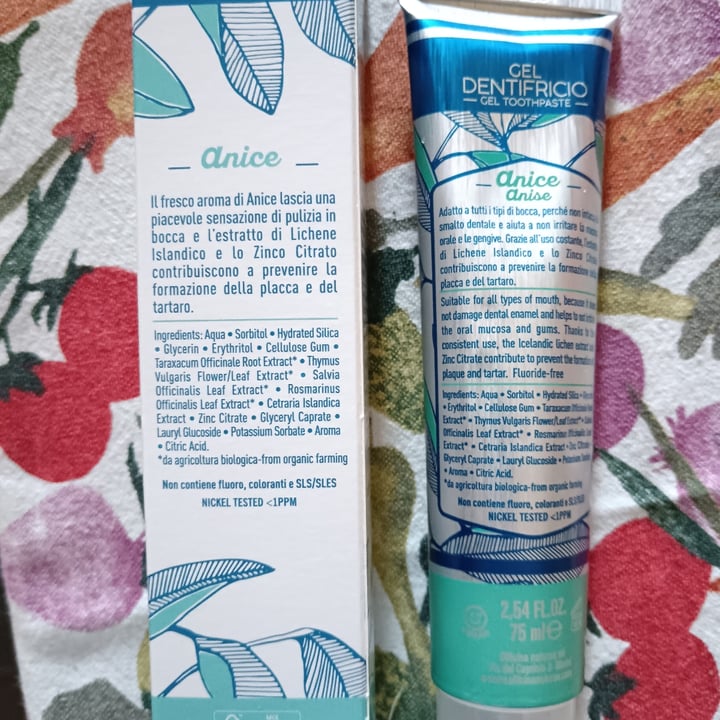 anice
Il fresco aroma di Anice lascia una
piacevole sensazione di pulizia in
bocca e l'estratto di Lichene
Islandico e lo Zinco Citrato
contribuiscono a prevenire la
formazione della placca e del
tartaro.
Ingredients: Aqua • Sorbitol • Hydrated Silica
• Glycerin • Erythritol • Cellulose Gum •
Taraxacum Officinale Root Extract* • Thymus
Vulgaris Flower/Leaf Extract* • Salvia
Officinalis Leaf Extract* • Rosmarinus
Officinalis Leaf Extract* • Cetraria Islandica
Extract • Zinc Citrate • Glyceryl Caprate •
Lauryl Glucoside • Potassium Sorbate • Aroma
• Citric Acid.
*da agricoltura biologica-from organic farming
Non contiene fluoro, coloranti e SLS/SLES
NICKEL TESTED <1PPM
MIX
GEL
DENTIFRICIO
GEL TOOTHPASTE
anice
anise
Adatto a tutti i tipi di bocca, perché non
smalto dentale e aiuta a non irritare la
orale e le gengive. Grazie all'uso costante,
di Lichene Islandico e lo Zinco
contribuiscono a prevenire la formazione della
placca e del tartaro.
Suitable for all types of mouth, because it
not damage dental enamel and helps to not
the oral mucosa and gums. Thanks to
consistent use, the Icelandic lichen extract
Zinc Citrate contribute to prevent the formation
plaque and tartar. Fluoride-free
Ingredients: Aqua • Sorbitol • Hydrated Silica •
• Erythritol • Cellulose Gum • Taraxacum Officinale
Extract* • Thymus Vulgaris Flower/Leaf Extract* •
Officinalis Leaf Extract* • Rosmarinus Officinalis
Extract* • Cetraria Islandica Extract • Zinc
Glyceryl Caprate • Lauryl Glucoside • Potassium
• Aroma • Citric Acid.
*da agricoltura biologica-from organic farming
Non contiene fluoro, coloranti e SLS/SLES
NICKEL TESTED <1PPM
2,54 FL.OZ.
75 ml e